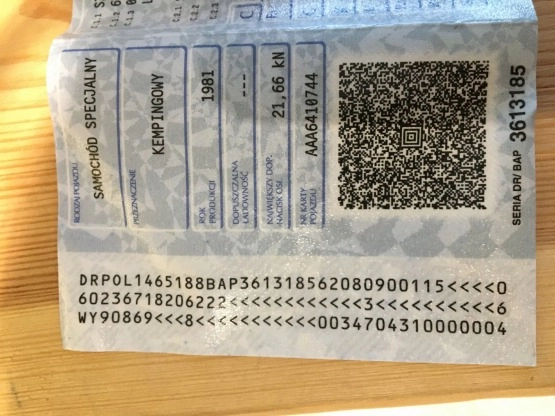 RODZAJ POJAZDU
SAMOCHÓD SPECJALNY
PRZEZNACZENIE
KEMPINGOWY
ROK
PRODUKCJI
1981
DOPUSZCZALNA
ŁADOWNOŚĆ
---
NAJWIĘKSZY DOP.
NACISK OSI
21,66 kN
NR KARTY
POJAZDU
AAA6410744
SERIA DR/ BAP 3613185
DRPOL1465188BAP361318562080900115<<<<0
60236718206222<<<<<<<<<<<<<3<<<<<<<<<6
WY90869<<<8<<<<<<<<<<<0034704310000004